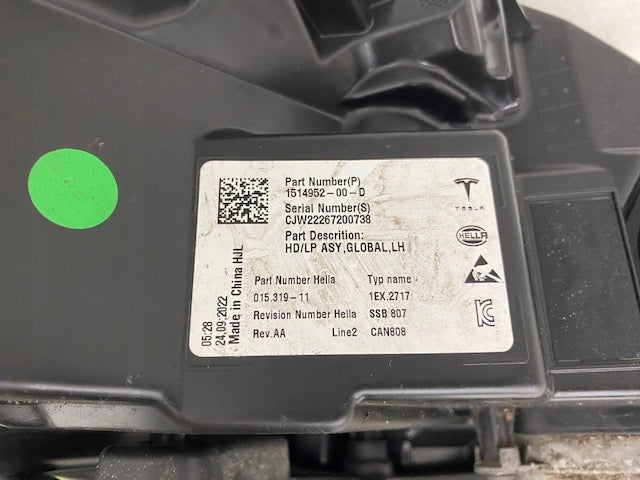 Part Number(P)
1514952-00-D
Serial Number(S)
CJW22267200738
Part Descrition:
HD/LP ASY,GLOBAL,LH
Part Number Hella Typ name
015.319-11 1EX.2717
Revision Number Hella SSB 807
Rev.AA Line2 CAN808
05:28
24.09.2022
Made in China HJL
TESLA
HELLA